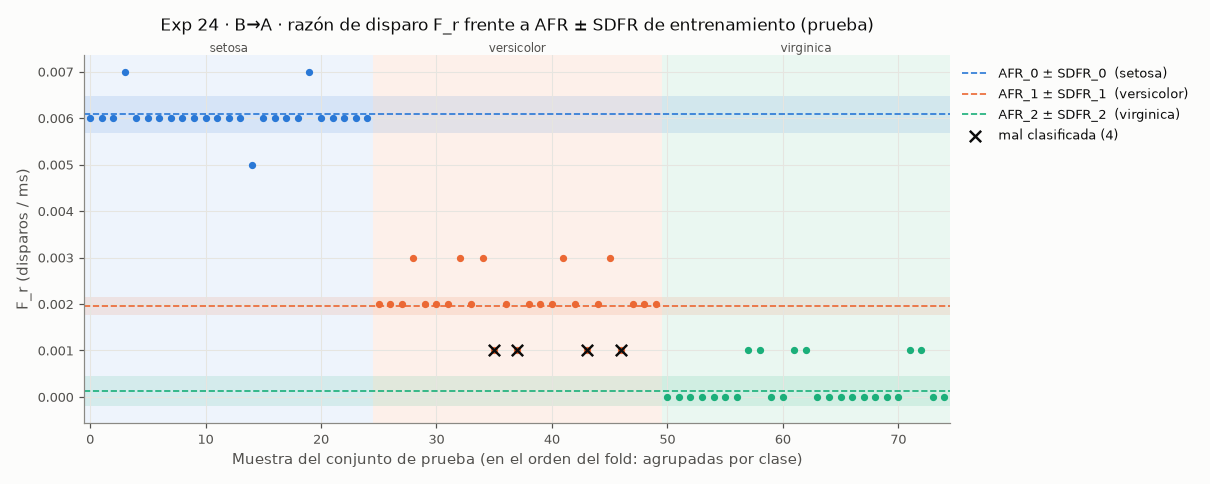 Exp 24 · B→A · razón de disparo F_r frente a AFR ± SDFR de entrenamiento (prueba)
setosa
versicolor
virginica
0.007
0.006
0.005
0.004
0.003
0.002
0.001
0.000
F_r (disparos / ms)
0
10
20
30
40
50
60
70
Muestra del conjunto de prueba (en el orden del fold: agrupadas por clase)
AFR_0 ± SDFR_0 (setosa)
AFR_1 ± SDFR_1 (versicolor)
AFR_2 ± SDFR_2 (virginica)
mal clasificada (4)